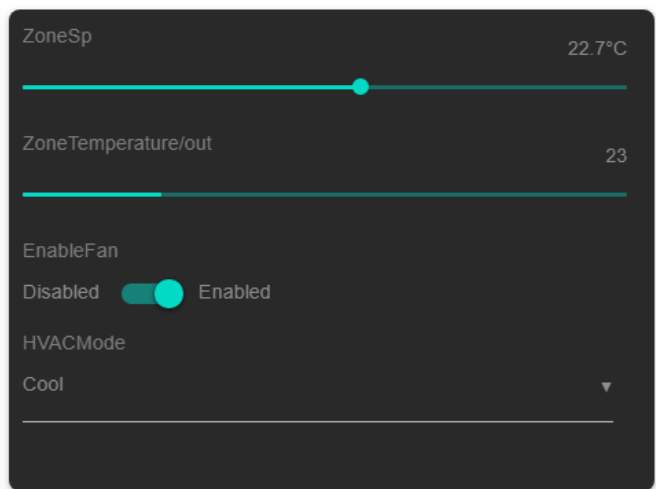 ZoneSp
22.7°C
ZoneTemperature/out
23
EnableFan
Disabled Enabled
HVACMode
Cool